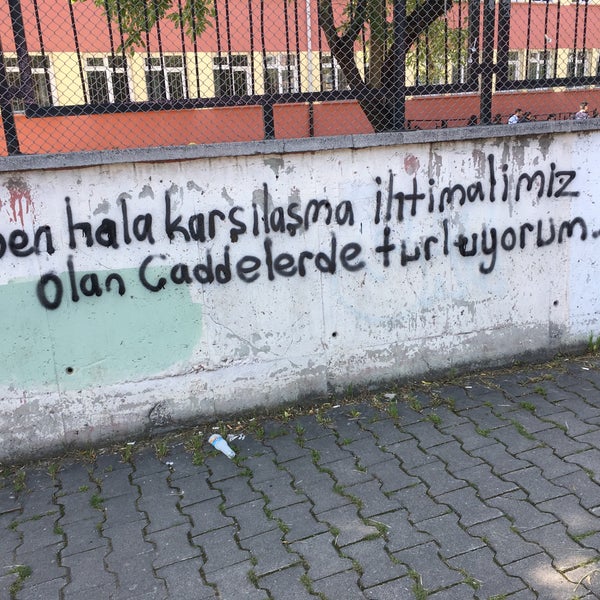 ben hala karşılaşma ihtimalimiz
olan Caddelerde turluyorum..